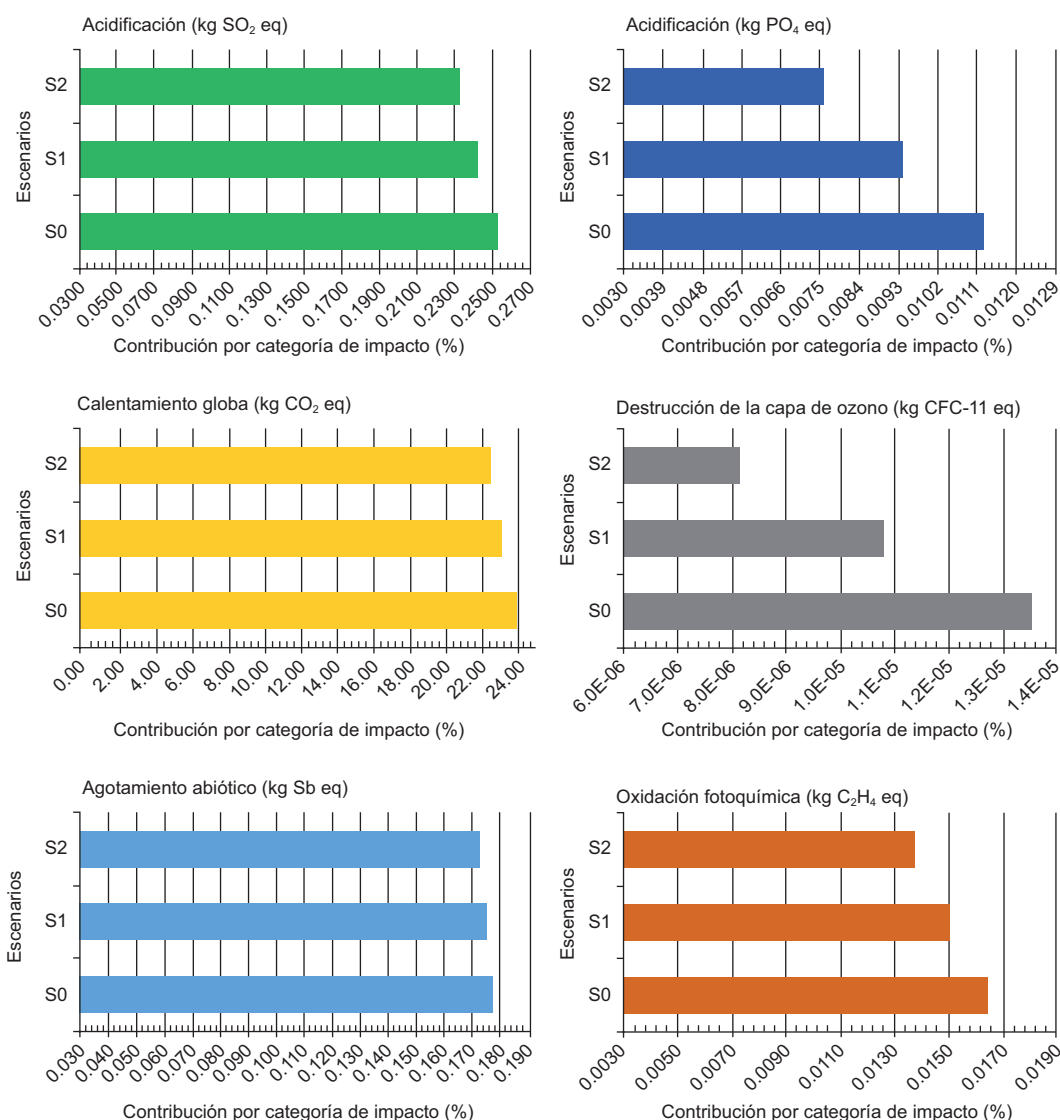 Acidificación (kg SO₂ eq)
Escenarios
S2
S1
S0
0.0300 0.0500 0.0700 0.0900 0.1100 0.1300 0.1500 0.1700 0.1900 0.2100 0.2300 0.2500 0.2700
Contribución por categoría de impacto (%)
Acidificación (kg PO₄ eq)
Escenarios
S2
S1
S0
0.0030 0.0039 0.0048 0.0057 0.0066 0.0075 0.0084 0.0093 0.0102 0.0111 0.0120 0.0129
Contribución por categoría de impacto (%)
Calentamiento globa (kg CO₂ eq)
Escenarios
S2
S1
S0
0.00 2.00 4.00 6.00 8.00 10.00 12.00 14.00 16.00 18.00 20.00 22.00 24.00
Contribución por categoría de impacto (%)
Destrucción de la capa de ozono (kg CFC-11 eq)
Escenarios
S2
S1
S0
6.0E-06 7.0E-06 8.0E-06 9.0E-06 1.0E-05 1.1E-05 1.2E-05 1.3E-05 1.4E-05
Contribución por categoría de impacto (%)
Agotamiento abiótico (kg Sb eq)
Escenarios
S2
S1
S0
0.030 0.040 0.050 0.060 0.070 0.080 0.090 0.100 0.110 0.120 0.130 0.140 0.150 0.160 0.170 0.180 0.190
Contribución por categoría de impacto (%)
Oxidación fotoquímica (kg C₂H₄ eq)
Escenarios
S2
S1
S0
0.0030 0.0050 0.0070 0.0090 0.0110 0.0130 0.0150 0.0170 0.0190
Contribución por categoría de impacto (%)